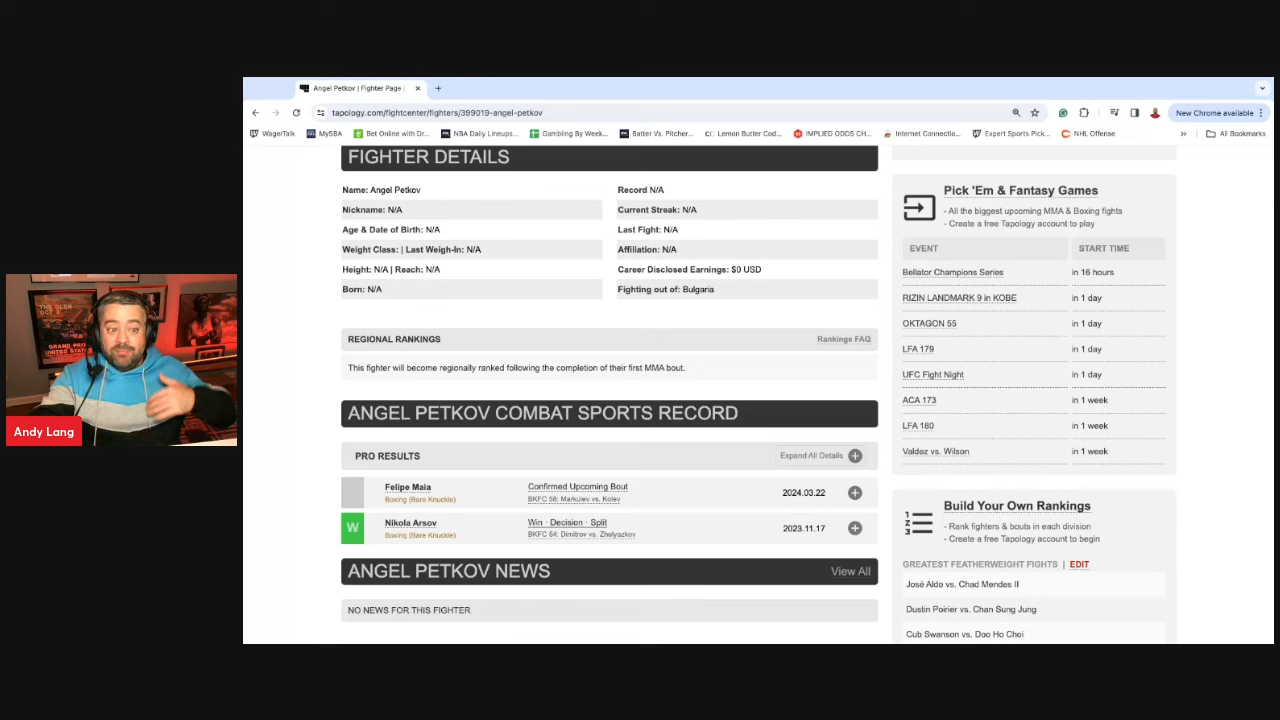 Angel Petkov | Fighter Page |
tapology.com/fightcenter/fighters/399019-angel-petkov
New Chrome available
WagerTalk
MySBA
Bet Online with Dr...
NBA Daily Lineups...
Gambling By Week...
Batter Vs. Pitcher...
Lemon Butter Cod...
IMPLIED ODDS CH...
Internet Connectio...
Expert Sports Pick...
NHL Offense
All Bookmarks
FIGHTER DETAILS
Name: Angel Petkov
Record N/A
Nickname: N/A
Current Streak: N/A
Age & Date of Birth: N/A
Last Fight: N/A
Weight Class: | Last Weigh-In: N/A
Affiliation: N/A
Height: N/A | Reach: N/A
Career Disclosed Earnings: $0 USD
Born: N/A
Fighting out of: Bulgaria
REGIONAL RANKINGS
Rankings FAQ
This fighter will become regionally ranked following the completion of their first MMA bout.
ANGEL PETKOV COMBAT SPORTS RECORD
PRO RESULTS
Expand All Details
Felipe Maia
Confirmed Upcoming Bout
2024.03.22
Boxing (Bare Knuckle)
BKFC 58: Markulev vs. Kolev
W
Nikola Arsov
Win · Decision · Split
2023.11.17
Boxing (Bare Knuckle)
BKFC 54: Dimitrov vs. Zhelyazkov
ANGEL PETKOV NEWS
View All
NO NEWS FOR THIS FIGHTER
Pick 'Em & Fantasy Games
- All the biggest upcoming MMA & Boxing fights
- Create a free Tapology account to play
EVENT
START TIME
Bellator Champions Series
in 16 hours
RIZIN LANDMARK 9 in KOBE
in 1 day
OKTAGON 55
in 1 day
LFA 179
in 1 day
UFC Fight Night
in 1 day
ACA 173
in 1 week
LFA 180
in 1 week
Valdez vs. Wilson
in 1 week
1
2
3
Build Your Own Rankings
- Rank fighters & bouts in each division
- Create a free Tapology account to begin
GREATEST FEATHERWEIGHT FIGHTS | EDIT
José Aldo vs. Chad Mendes II
Dustin Poirier vs. Chan Sung Jung
Cub Swanson vs. Doo Ho Choi
THE GLEN
GRAND PRIX
UNITED STATES
Andy Lang